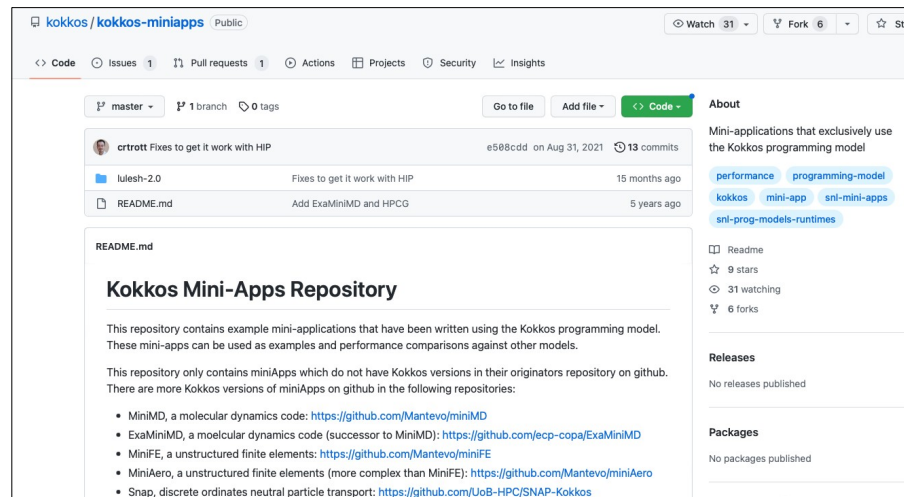 kokkos / kokkos-miniapps Public
Watch 31 Fork 6
<> Code Issues 1 Pull requests 1 Actions Projects Security Insights
master 1 branch 0 tags Go to file Add file <> Code
crtrott Fixes to get it work with HIP e508cdd on Aug 31, 2021 13 commits
lulesh-2.0 Fixes to get it work with HIP 15 months ago
README.md Add ExaMiniMD and HPCG 5 years ago
README.md
Kokkos Mini-Apps Repository
This repository contains example mini-applications that have been written using the Kokkos programming model.
These mini-apps can be used as examples and performance comparisons against other models.
This repository only contains miniApps which do not have Kokkos versions in their originators repository on github.
There are more Kokkos versions of miniApps on github in the following repositories:
• MiniMD, a molecular dynamics code: https://github.com/Mantevo/miniMD
• ExaMiniMD, a moelcular dynamics code (successor to MiniMD): https://github.com/ecp-copa/ExaMiniMD
• MiniFE, a unstructured finite elements: https://github.com/Mantevo/miniFE
• MiniAero, a unstructured finite elements (more complex than MiniFE): https://github.com/Mantevo/miniAero
• Snap, discrete ordinates neutral particle transport: https://github.com/UoB-HPC/SNAP-Kokkos
About
Mini-applications that exclusively use
the Kokkos programming model
performance programming-model
kokkos mini-app snl-mini-apps
snl-prog-models-runtimes
Readme
9 stars
31 watching
6 forks
Releases
No releases published
Packages
No packages published